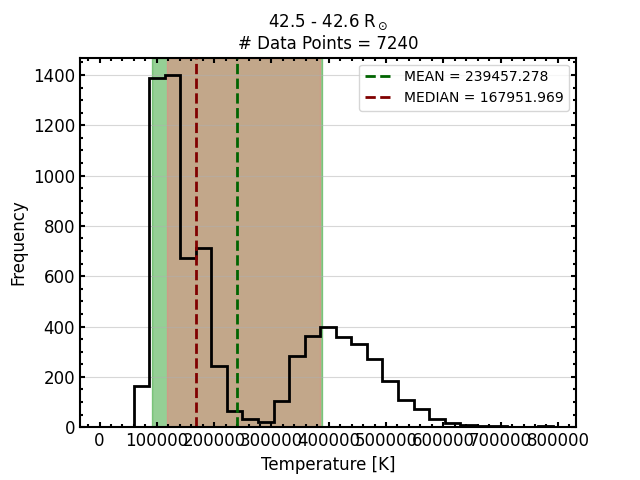 42.5 - 42.6 R⊙
# Data Points = 7240
MEAN = 239457.278
MEDIAN = 167951.969
Frequency
1400
1200
1000
800
600
400
200
0
0 100000 200000 300000 400000 500000 600000 700000 800000
Temperature [K]